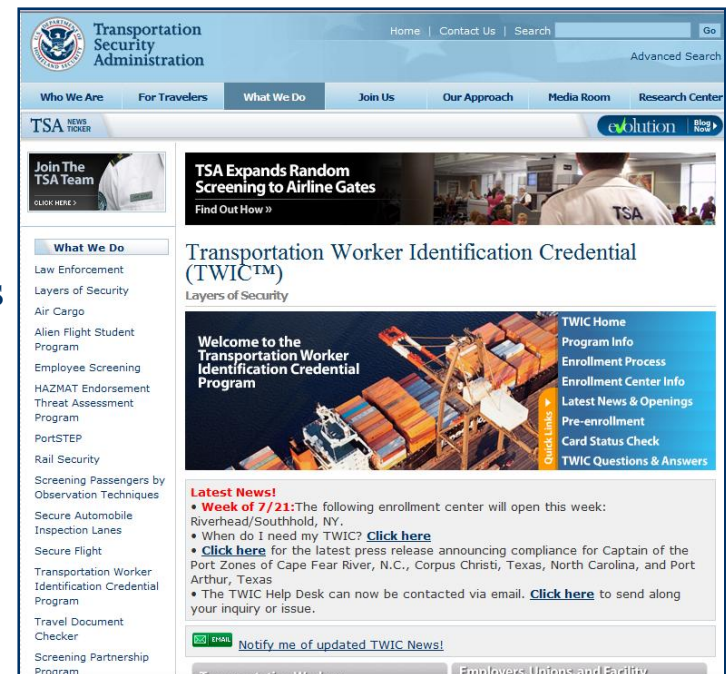 Transportation
Security
Administration
Home | Contact Us | Search
Go
Advanced Search
Who We Are
For Travelers
What We Do
Join Us
Our Approach
Media Room
Research Center
TSA NEWS TICKER
evolution Blog Now
Join The
TSA Team
CLICK HERE >
TSA Expands Random
Screening to Airline Gates
Find Out How »
TSA
s
What We Do
Law Enforcement
Layers of Security
Air Cargo
Alien Flight Student
Program
Employee Screening
HAZMAT Endorsement
Threat Assessment
Program
PortSTEP
Rail Security
Screening Passengers by
Observation Techniques
Secure Automobile
Inspection Lanes
Secure Flight
Transportation Worker
Identification Credential
Program
Travel Document
Checker
Screening Partnership
Program
Transportation Worker Identification Credential
(TWIC™)
Layers of Security
Welcome to the
Transportation Worker
Identification Credential
Program
Quick Links
TWIC Home
Program Info
Enrollment Process
Enrollment Center Info
Latest News & Openings
Pre-enrollment
Card Status Check
TWIC Questions & Answers
Latest News!
• Week of 7/21:The following enrollment center will open this week:
Riverhead/Southhold, NY.
• When do I need my TWIC? Click here
• Click here for the latest press release announcing compliance for Captain of the
Port Zones of Cape Fear River, N.C., Corpus Christi, Texas, North Carolina, and Port
Arthur, Texas
• The TWIC Help Desk can now be contacted via email. Click here to send along
your inquiry or issue.
EMAIL Notify me of updated TWIC News!
Employers, Unions and Facility